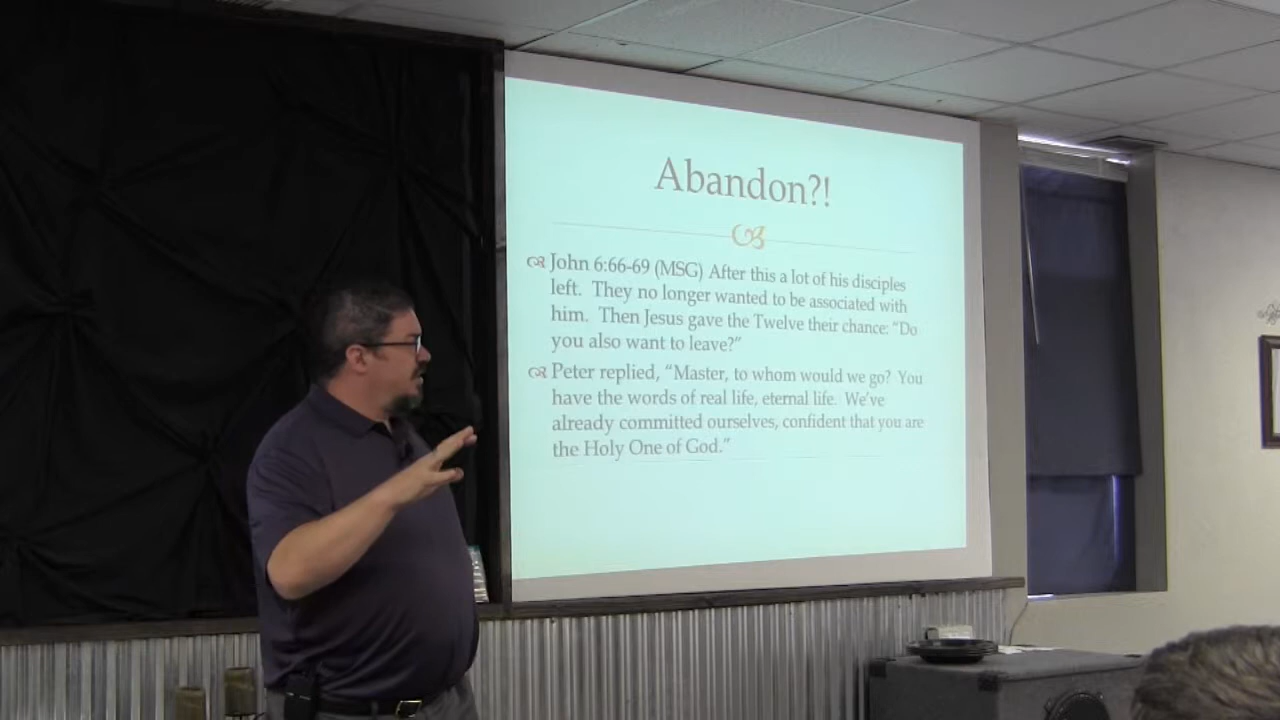 Abandon?!
John 6:66-69 (MSG) After this a lot of his disciples
left. They no longer wanted to be associated with
him. Then Jesus gave the Twelve their chance: “Do
you also want to leave?”
Peter replied, “Master, to whom would we go? You
have the words of real life, eternal life. We’ve
already committed ourselves, confident that you are
the Holy One of God.”